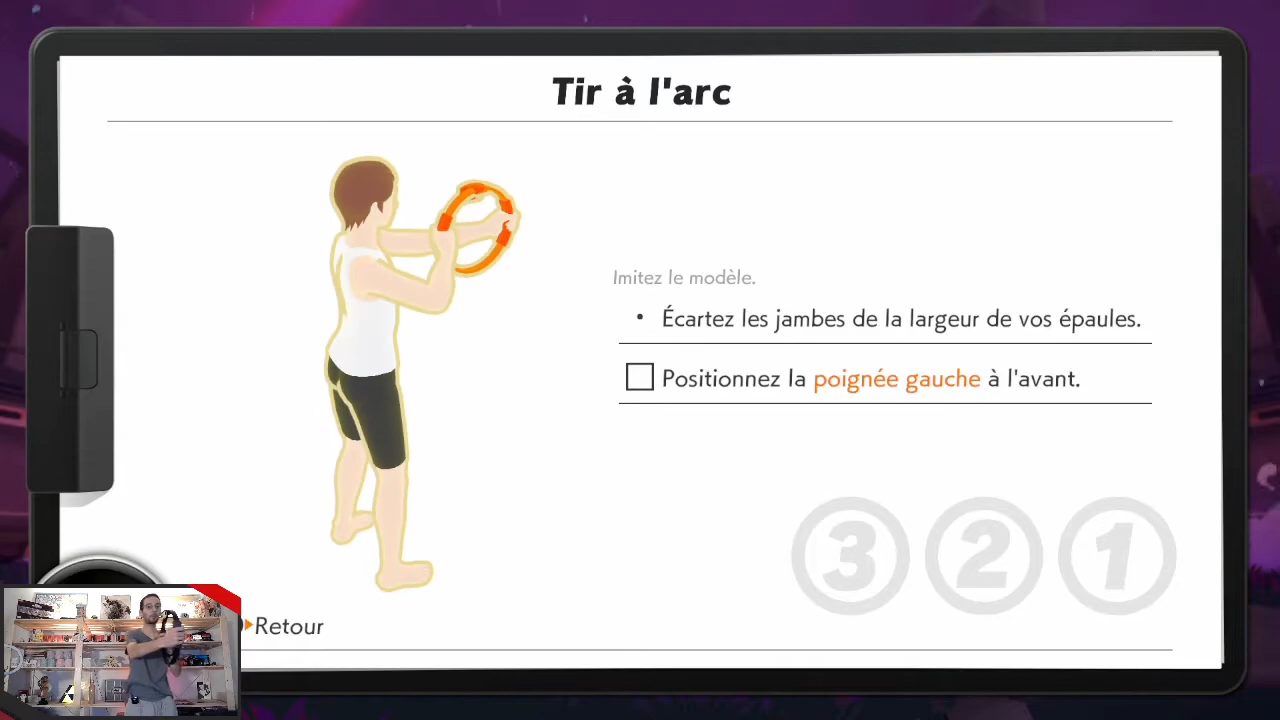 Tir à l'arc
Imitez le modèle.
• Écartez les jambes de la largeur de vos épaules.
Positionnez la poignée gauche à l'avant.
3 2 1
Retour